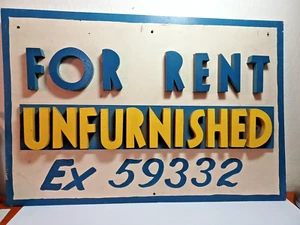 FOR RENT
UNFURNISHED
Ex 59332